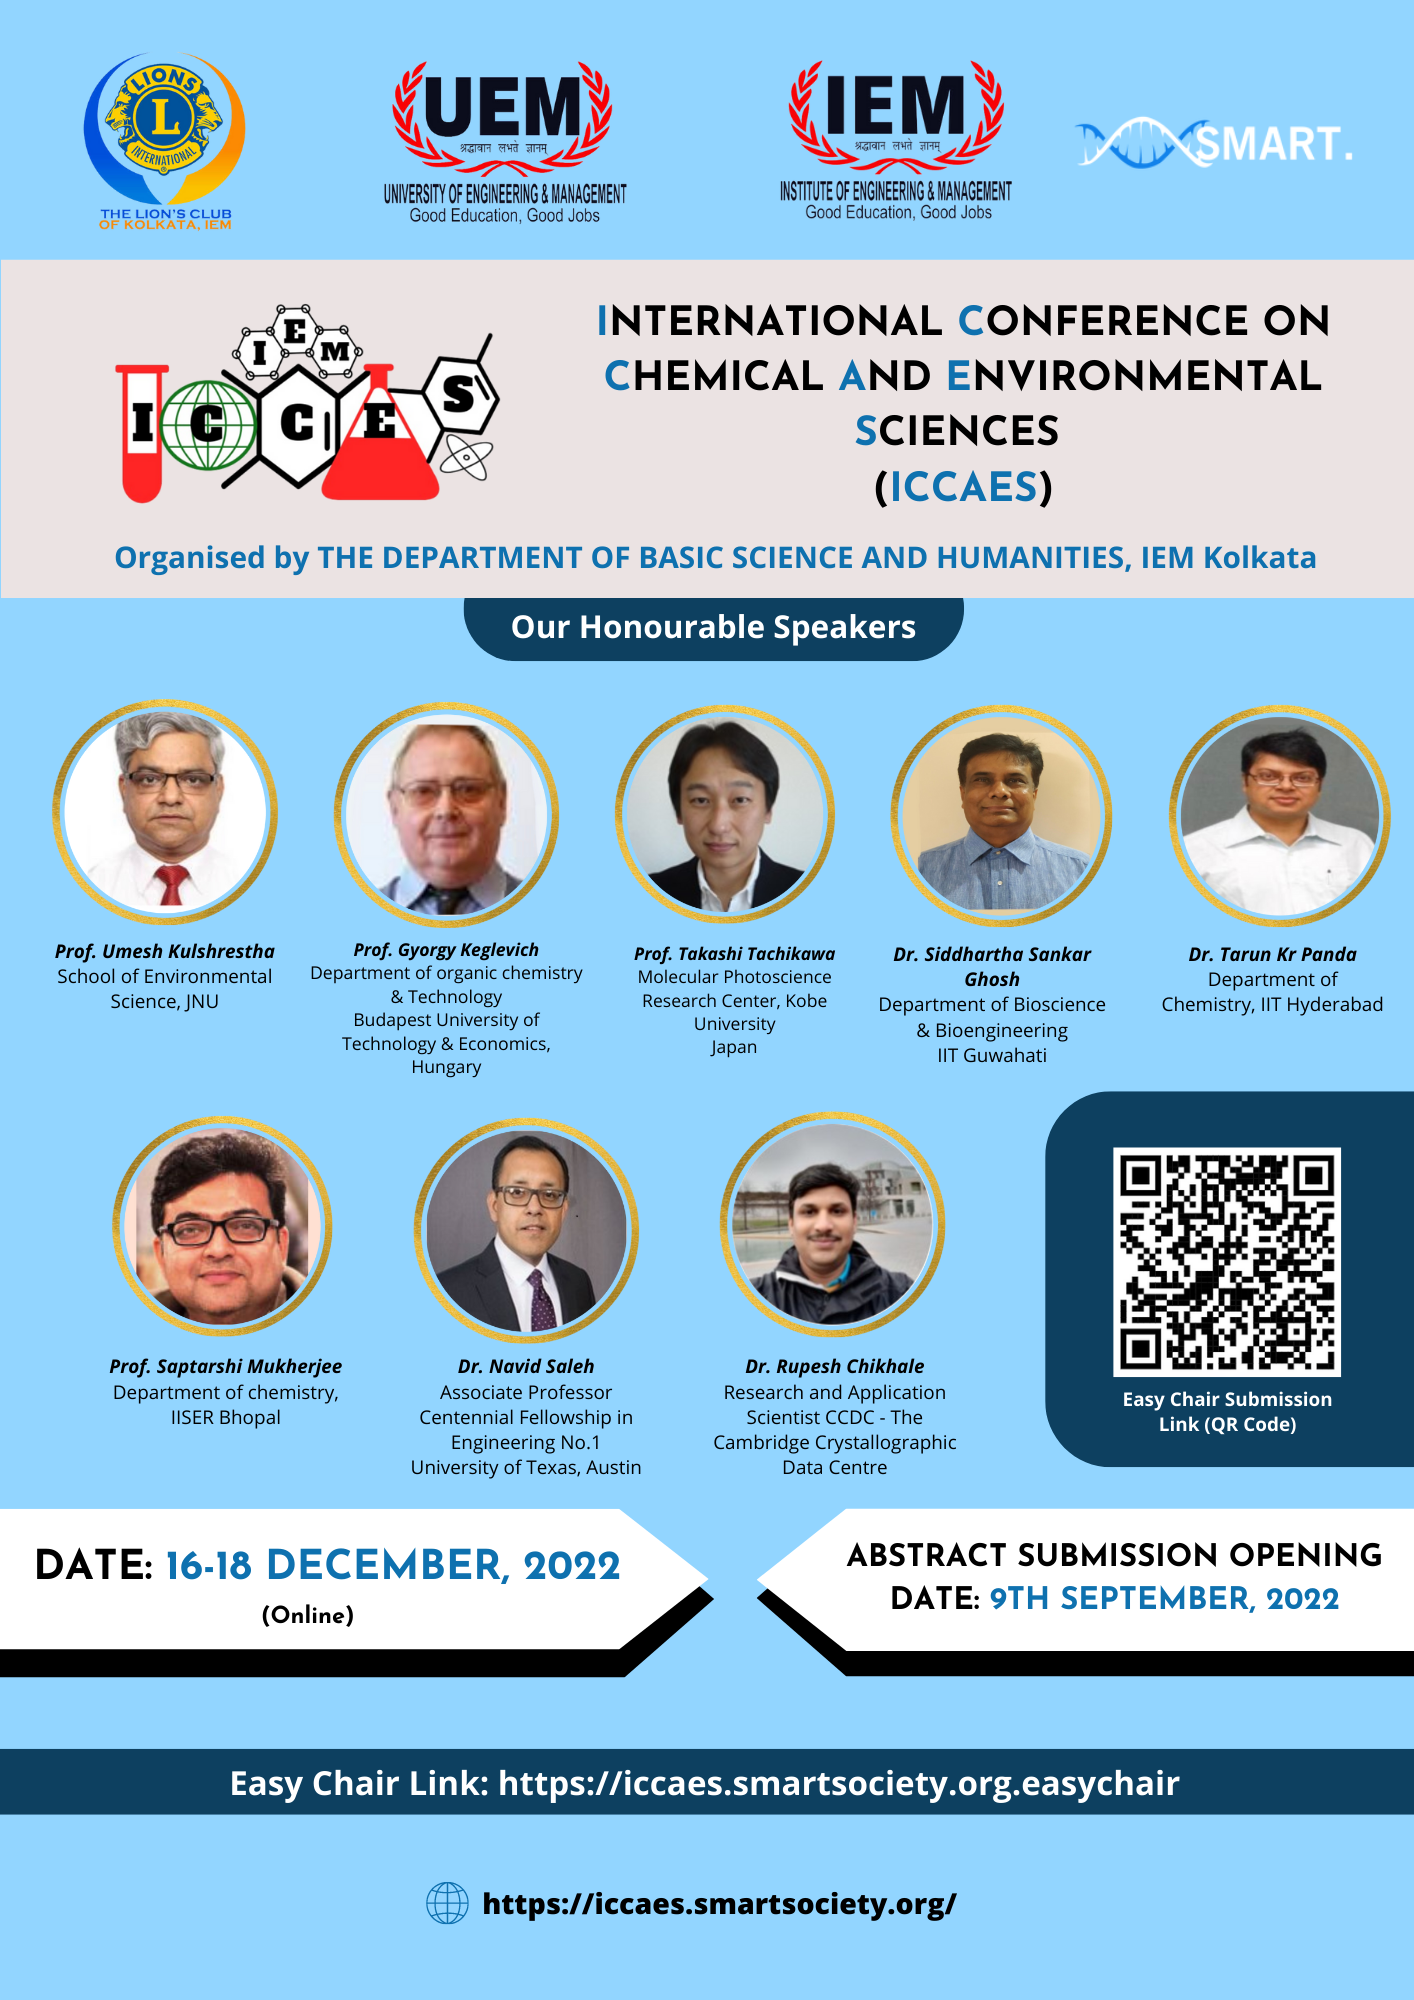 LIONS
L
INTERNATIONAL
®
THE LION'S CLUB
OF KOLKATA, IEM
UEM
श्रद्धावान लभते ज्ञानम्
UNIVERSITY OF ENGINEERING & MANAGEMENT
Good Education, Good Jobs
IEM
श्रद्धावान लभते ज्ञानम्
INSTITUTE OF ENGINEERING & MANAGEMENT
Good Education, Good Jobs
SMART.
IEM
ICCES
INTERNATIONAL CONFERENCE ON
CHEMICAL AND ENVIRONMENTAL
SCIENCES
(ICCAES)
Organised by THE DEPARTMENT OF BASIC SCIENCE AND HUMANITIES, IEM Kolkata
Our Honourable Speakers
Prof. Umesh Kulshrestha
School of Environmental
Science, JNU
Prof. Gyorgy Keglevich
Department of organic chemistry
& Technology
Budapest University of
Technology & Economics,
Hungary
Prof. Takashi Tachikawa
Molecular Photoscience
Research Center, Kobe
University
Japan
Dr. Siddhartha Sankar
Ghosh
Department of Bioscience
& Bioengineering
IIT Guwahati
Dr. Tarun Kr Panda
Department of
Chemistry, IIT Hyderabad
Prof. Saptarshi Mukherjee
Department of chemistry,
IISER Bhopal
Dr. Navid Saleh
Associate Professor
Centennial Fellowship in
Engineering No.1
University of Texas, Austin
Dr. Rupesh Chikhale
Research and Application
Scientist CCDC - The
Cambridge Crystallographic
Data Centre
Easy Chair Submission
Link (QR Code)
DATE: 16-18 DECEMBER, 2022
(Online)
ABSTRACT SUBMISSION OPENING
DATE: 9TH SEPTEMBER, 2022
Easy Chair Link: https://iccaes.smartsociety.org.easychair
https://iccaes.smartsociety.org/